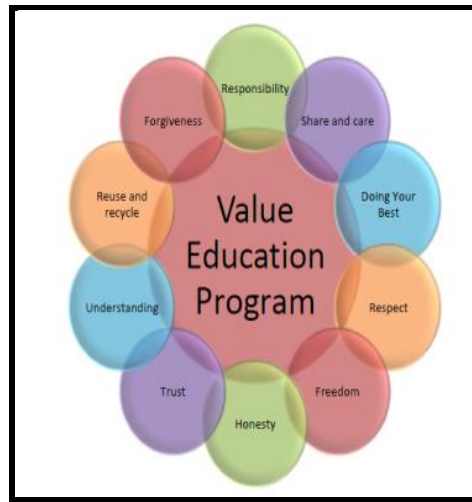 Value
Education
Program
Responsibility
Share and care
Doing Your
Best
Respect
Freedom
Honesty
Trust
Understanding
Reuse and
recycle
Forgiveness